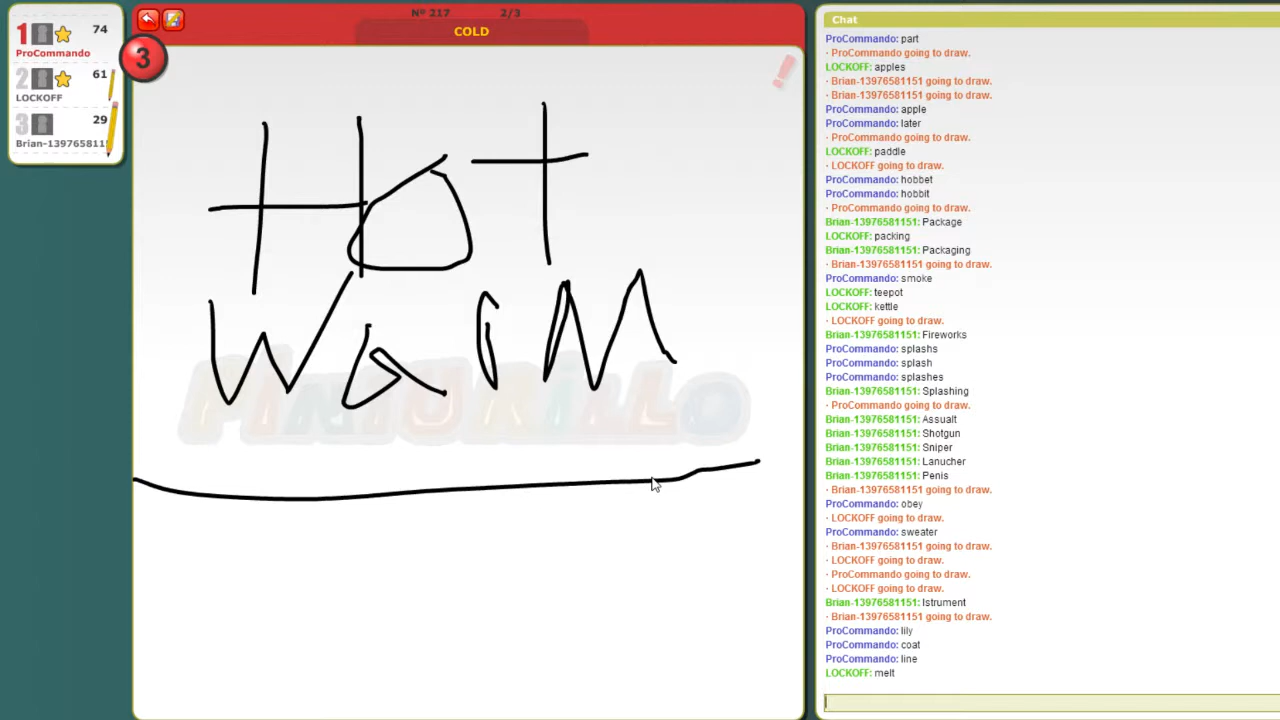 Nº 217 2/3
COLD
1 74
ProCommando
3
2 61
LOCKOFF
3 29
Brian-1397658115
Hot
Warm
Chat
ProCommando: part
· ProCommando going to draw.
LOCKOFF: apples
· Brian-13976581151 going to draw.
· Brian-13976581151 going to draw.
ProCommando: apple
ProCommando: later
· ProCommando going to draw.
LOCKOFF: paddle
· LOCKOFF going to draw.
ProCommando: hobbet
ProCommando: hobbit
· ProCommando going to draw.
Brian-13976581151: Package
LOCKOFF: packing
Brian-13976581151: Packaging
· Brian-13976581151 going to draw.
ProCommando: smoke
LOCKOFF: teepot
LOCKOFF: kettle
· LOCKOFF going to draw.
Brian-13976581151: Fireworks
ProCommando: splashs
ProCommando: splash
ProCommando: splashes
Brian-13976581151: Splashing
· ProCommando going to draw.
Brian-13976581151: Assualt
Brian-13976581151: Shotgun
Brian-13976581151: Sniper
Brian-13976581151: Lanucher
Brian-13976581151: Penis
· Brian-13976581151 going to draw.
ProCommando: obey
· LOCKOFF going to draw.
ProCommando: sweater
· Brian-13976581151 going to draw.
· LOCKOFF going to draw.
· ProCommando going to draw.
· LOCKOFF going to draw.
Brian-13976581151: Istrument
· Brian-13976581151 going to draw.
ProCommando: lily
ProCommando: coat
ProCommando: line
LOCKOFF: melt